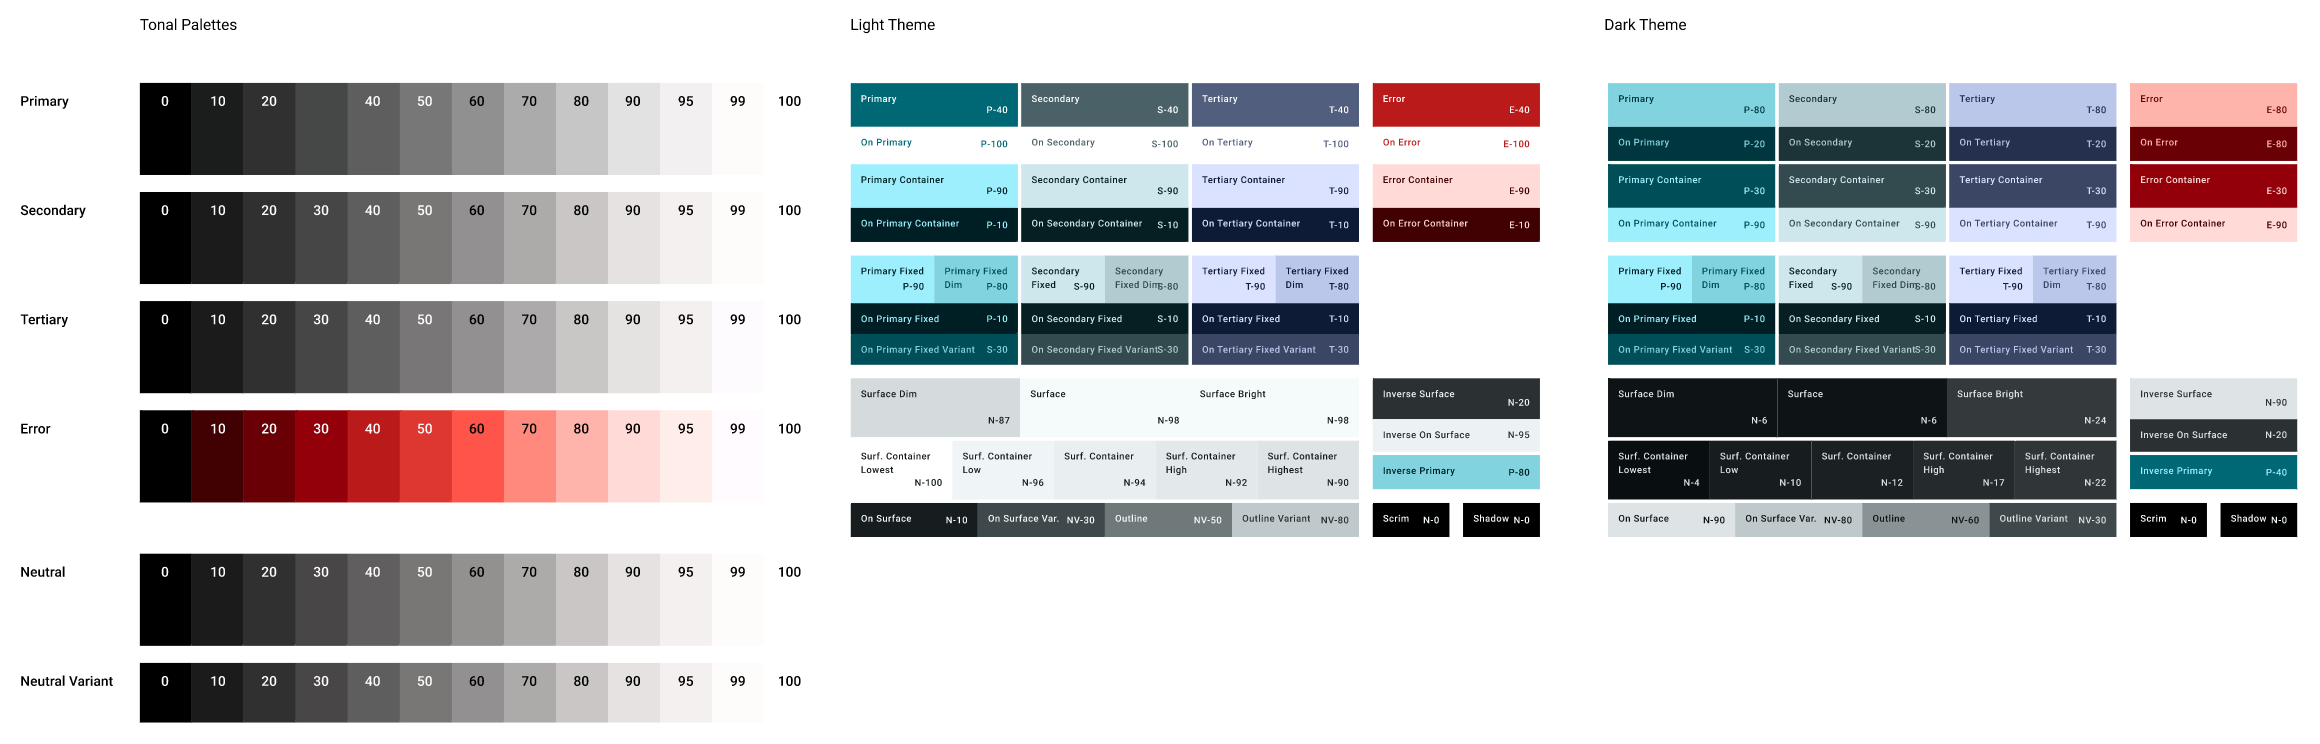 Tonal Palettes
Primary
0 10 20 40 50 60 70 80 90 95 99 100
Secondary
0 10 20 30 40 50 60 70 80 90 95 99 100
Tertiary
0 10 20 30 40 50 60 70 80 90 95 99 100
Error
0 10 20 30 40 50 60 70 80 90 95 99 100
Neutral
0 10 20 30 40 50 60 70 80 90 95 99 100
Neutral Variant
0 10 20 30 40 50 60 70 80 90 95 99 100
Light Theme
Primary P-40
Secondary S-40
Tertiary T-40
Error E-40
On Primary P-100
On Secondary S-100
On Tertiary T-100
On Error E-100
Primary Container P-90
Secondary Container S-90
Tertiary Container T-90
Error Container E-90
On Primary Container P-10
On Secondary Container S-10
On Tertiary Container T-10
On Error Container E-10
Primary Fixed
P-90
Primary Fixed
Dim P-80
Secondary
Fixed S-90
Secondary
Fixed Dim S-80
Tertiary Fixed
T-90
Tertiary Fixed
Dim T-80
On Primary Fixed P-10
On Secondary Fixed S-10
On Tertiary Fixed T-10
On Primary Fixed Variant S-30
On Secondary Fixed Variant S-30
On Tertiary Fixed Variant T-30
Surface Dim
N-87
Surface
N-98
Surface Bright
N-98
Inverse Surface N-20
Inverse On Surface N-95
Surf. Container
Lowest
N-100
Surf. Container
Low
N-96
Surf. Container
N-94
Surf. Container
High
N-92
Surf. Container
Highest
N-90
Inverse Primary P-80
On Surface N-10
On Surface Var. NV-30
Outline NV-50
Outline Variant NV-80
Scrim N-0
Shadow N-0
Dark Theme
Primary P-80
Secondary S-80
Tertiary T-80
Error E-80
On Primary P-20
On Secondary S-20
On Tertiary T-20
On Error E-80
Primary Container P-30
Secondary Container S-30
Tertiary Container T-30
Error Container E-30
On Primary Container P-90
On Secondary Container S-90
On Tertiary Container T-90
On Error Container E-90
Primary Fixed
P-90
Primary Fixed
Dim P-80
Secondary
Fixed S-90
Secondary
Fixed Dim S-80
Tertiary Fixed
T-90
Tertiary Fixed
Dim T-80
On Primary Fixed P-10
On Secondary Fixed S-10
On Tertiary Fixed T-10
On Primary Fixed Variant S-30
On Secondary Fixed Variant S-30
On Tertiary Fixed Variant T-30
Surface Dim
N-6
Surface
N-6
Surface Bright
N-24
Inverse Surface N-90
Inverse On Surface N-20
Surf. Container
Lowest
N-4
Surf. Container
Low
N-10
Surf. Container
N-12
Surf. Container
High
N-17
Surf. Container
Highest
N-22
Inverse Primary P-40
On Surface N-90
On Surface Var. NV-80
Outline NV-60
Outline Variant NV-30
Scrim N-0
Shadow N-0